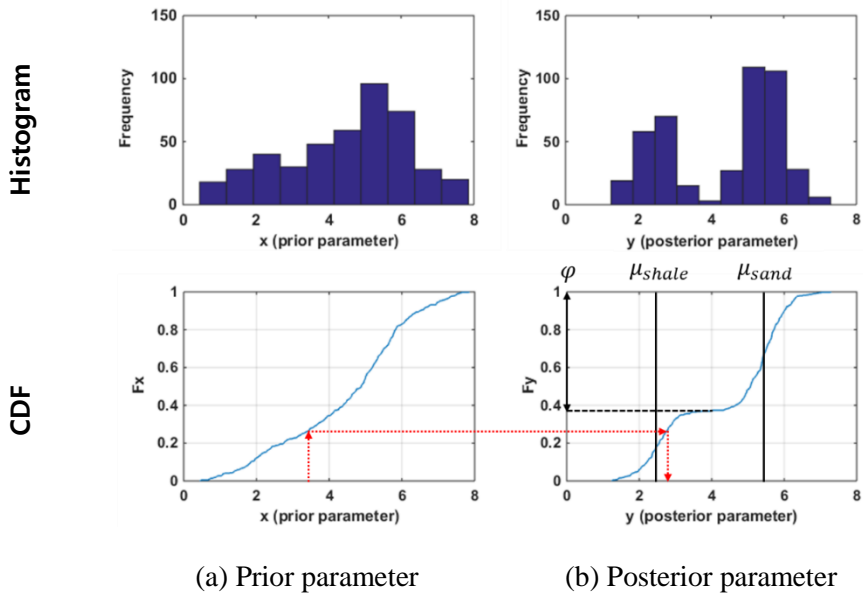 Histogram
150
100
50
0
Frequency
0 2 4 6 8
x (prior parameter)
150
100
50
0
Frequency
0 2 4 6 8
y (posterior parameter)
CDF
1
0.8
0.6
0.4
0.2
0
Fx
0 2 4 6 8
x (prior parameter)
φ μshale μsand
1
0.8
0.6
0.4
0.2
0
Fy
0 2 4 6 8
y (posterior parameter)
(a) Prior parameter (b) Posterior parameter